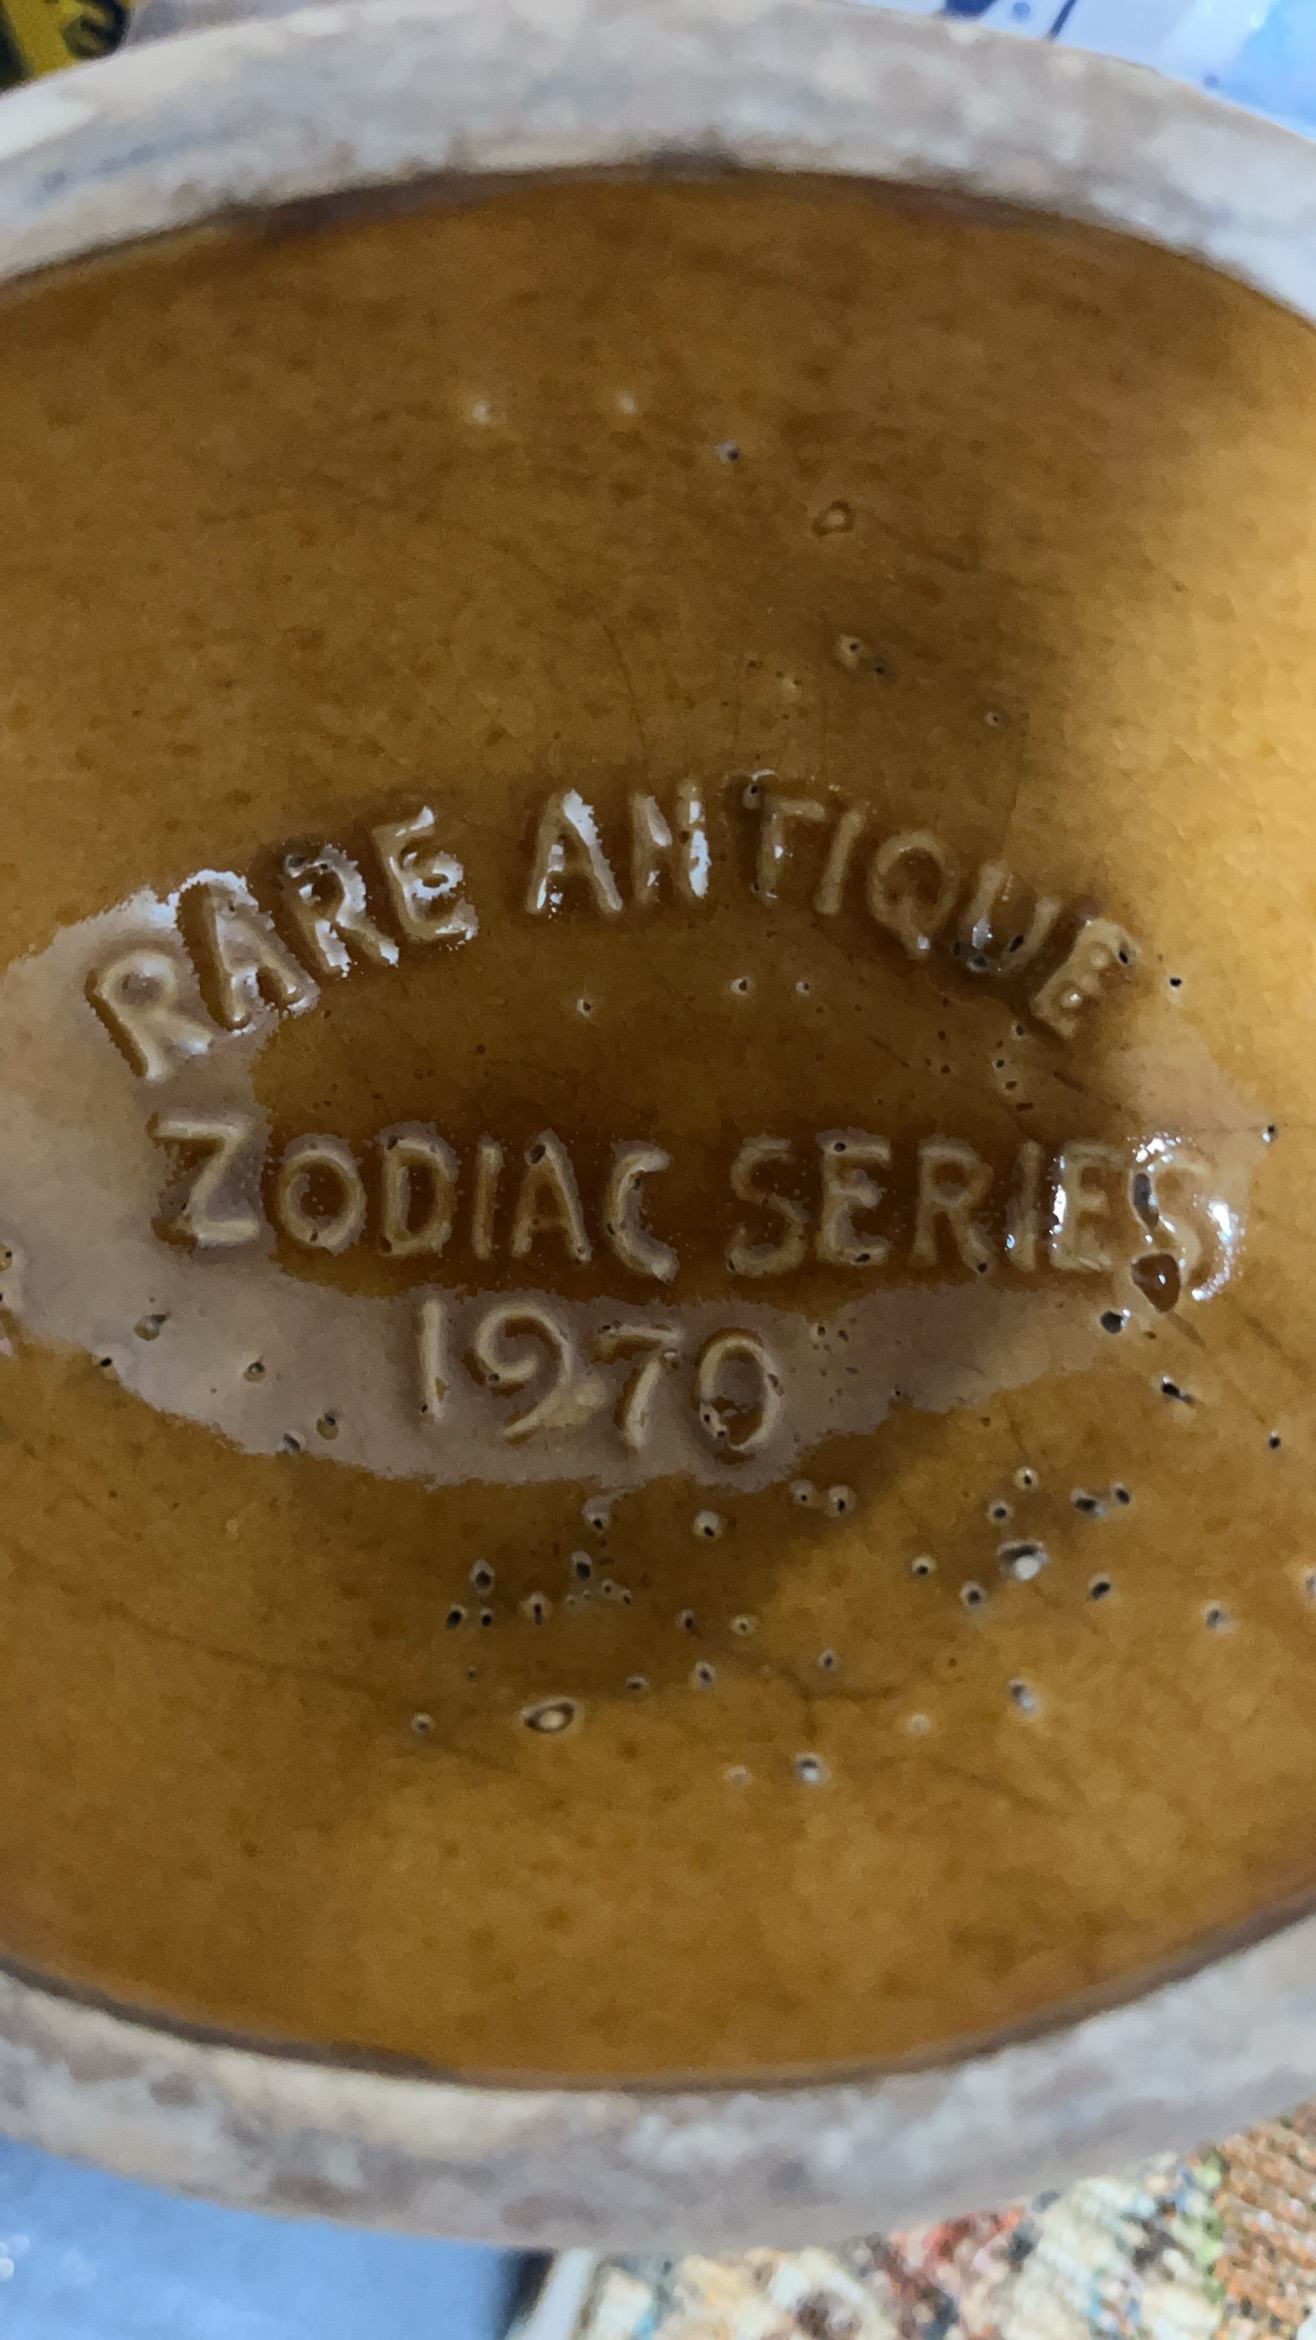 RARE ANTIQUE
ZODIAC SERIES
1970